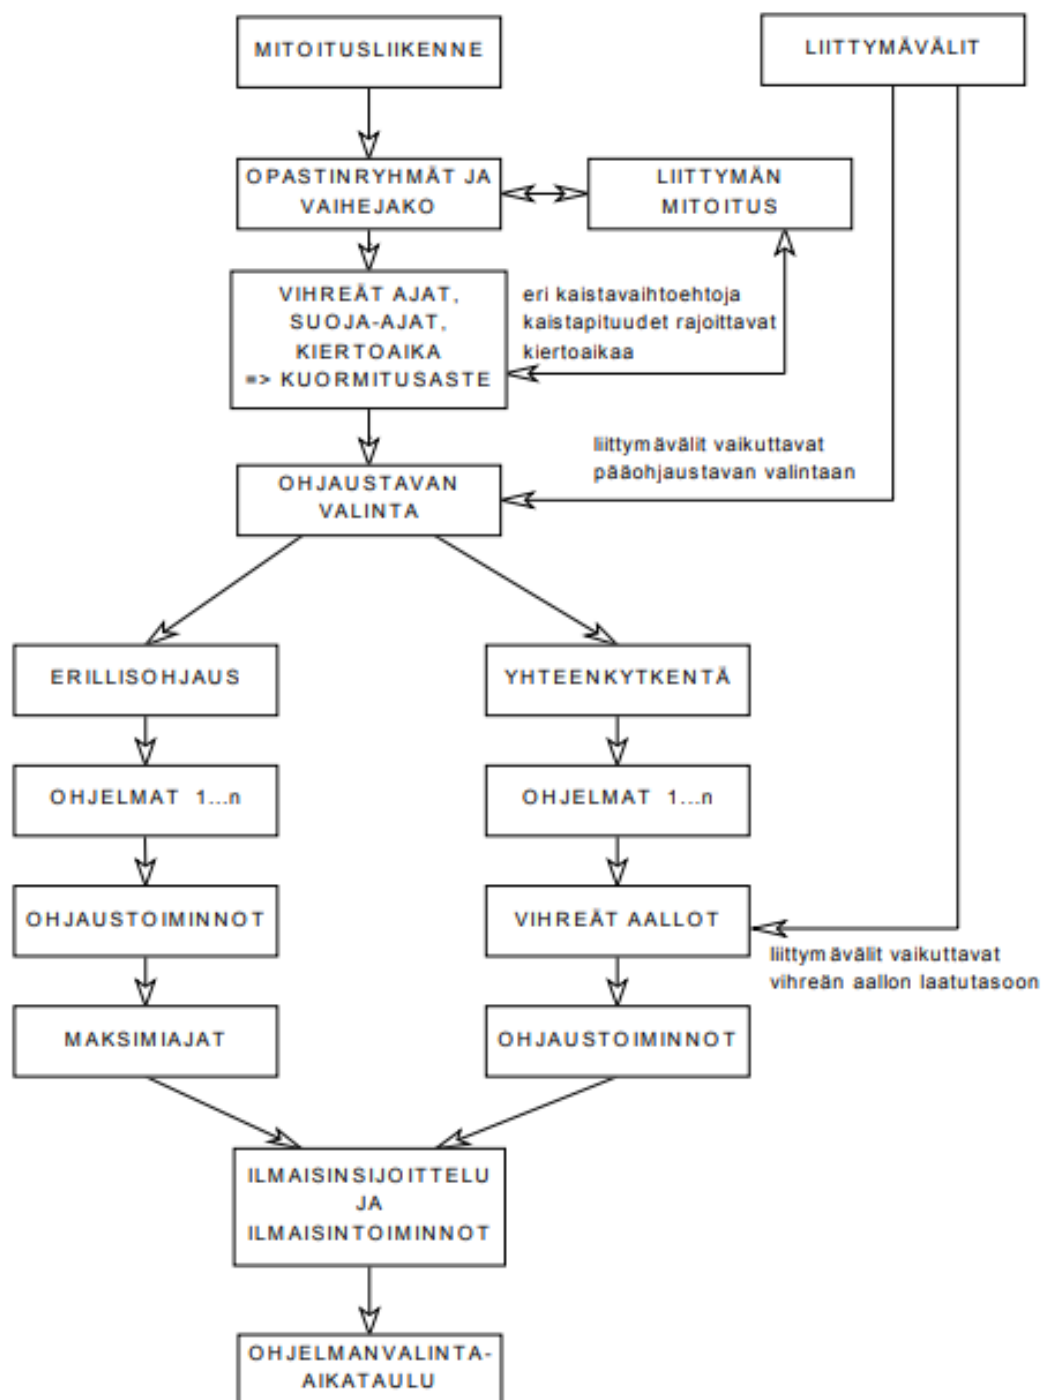 MITOITUSLIIKENNE
LIITTYMÄVÄLIT
OPASTINRYHMÄT JA
VAIHEJAKO
LIITTYMÄN
MITOITUS
VIHREÄT AJAT,
SUOJA-AJAT,
KIERTOAIKA
=> KUORMITUSASTE
eri kaistavaihtoehtoja
kaistapituudet rajoittavat
kiertoaikaa
liittymävälit vaikuttavat
pääohjaustavan valintaan
OHJAUSTAVAN
VALINTA
ERILLISOHJAUS
YHTEENKYTKENTÄ
OHJELMAT 1...n
OHJELMAT 1...n
OHJAUSTOIMINNOT
VIHREÄT AALLOT
liittymävälit vaikuttavat
vihreän aallon laatutasoon
MAKSIMIAJAT
OHJAUSTOIMINNOT
ILMAISINSIJOITTELU
JA
ILMAISINTOIMINNOT
OHJELMANVALINTA-
AIKATAULU